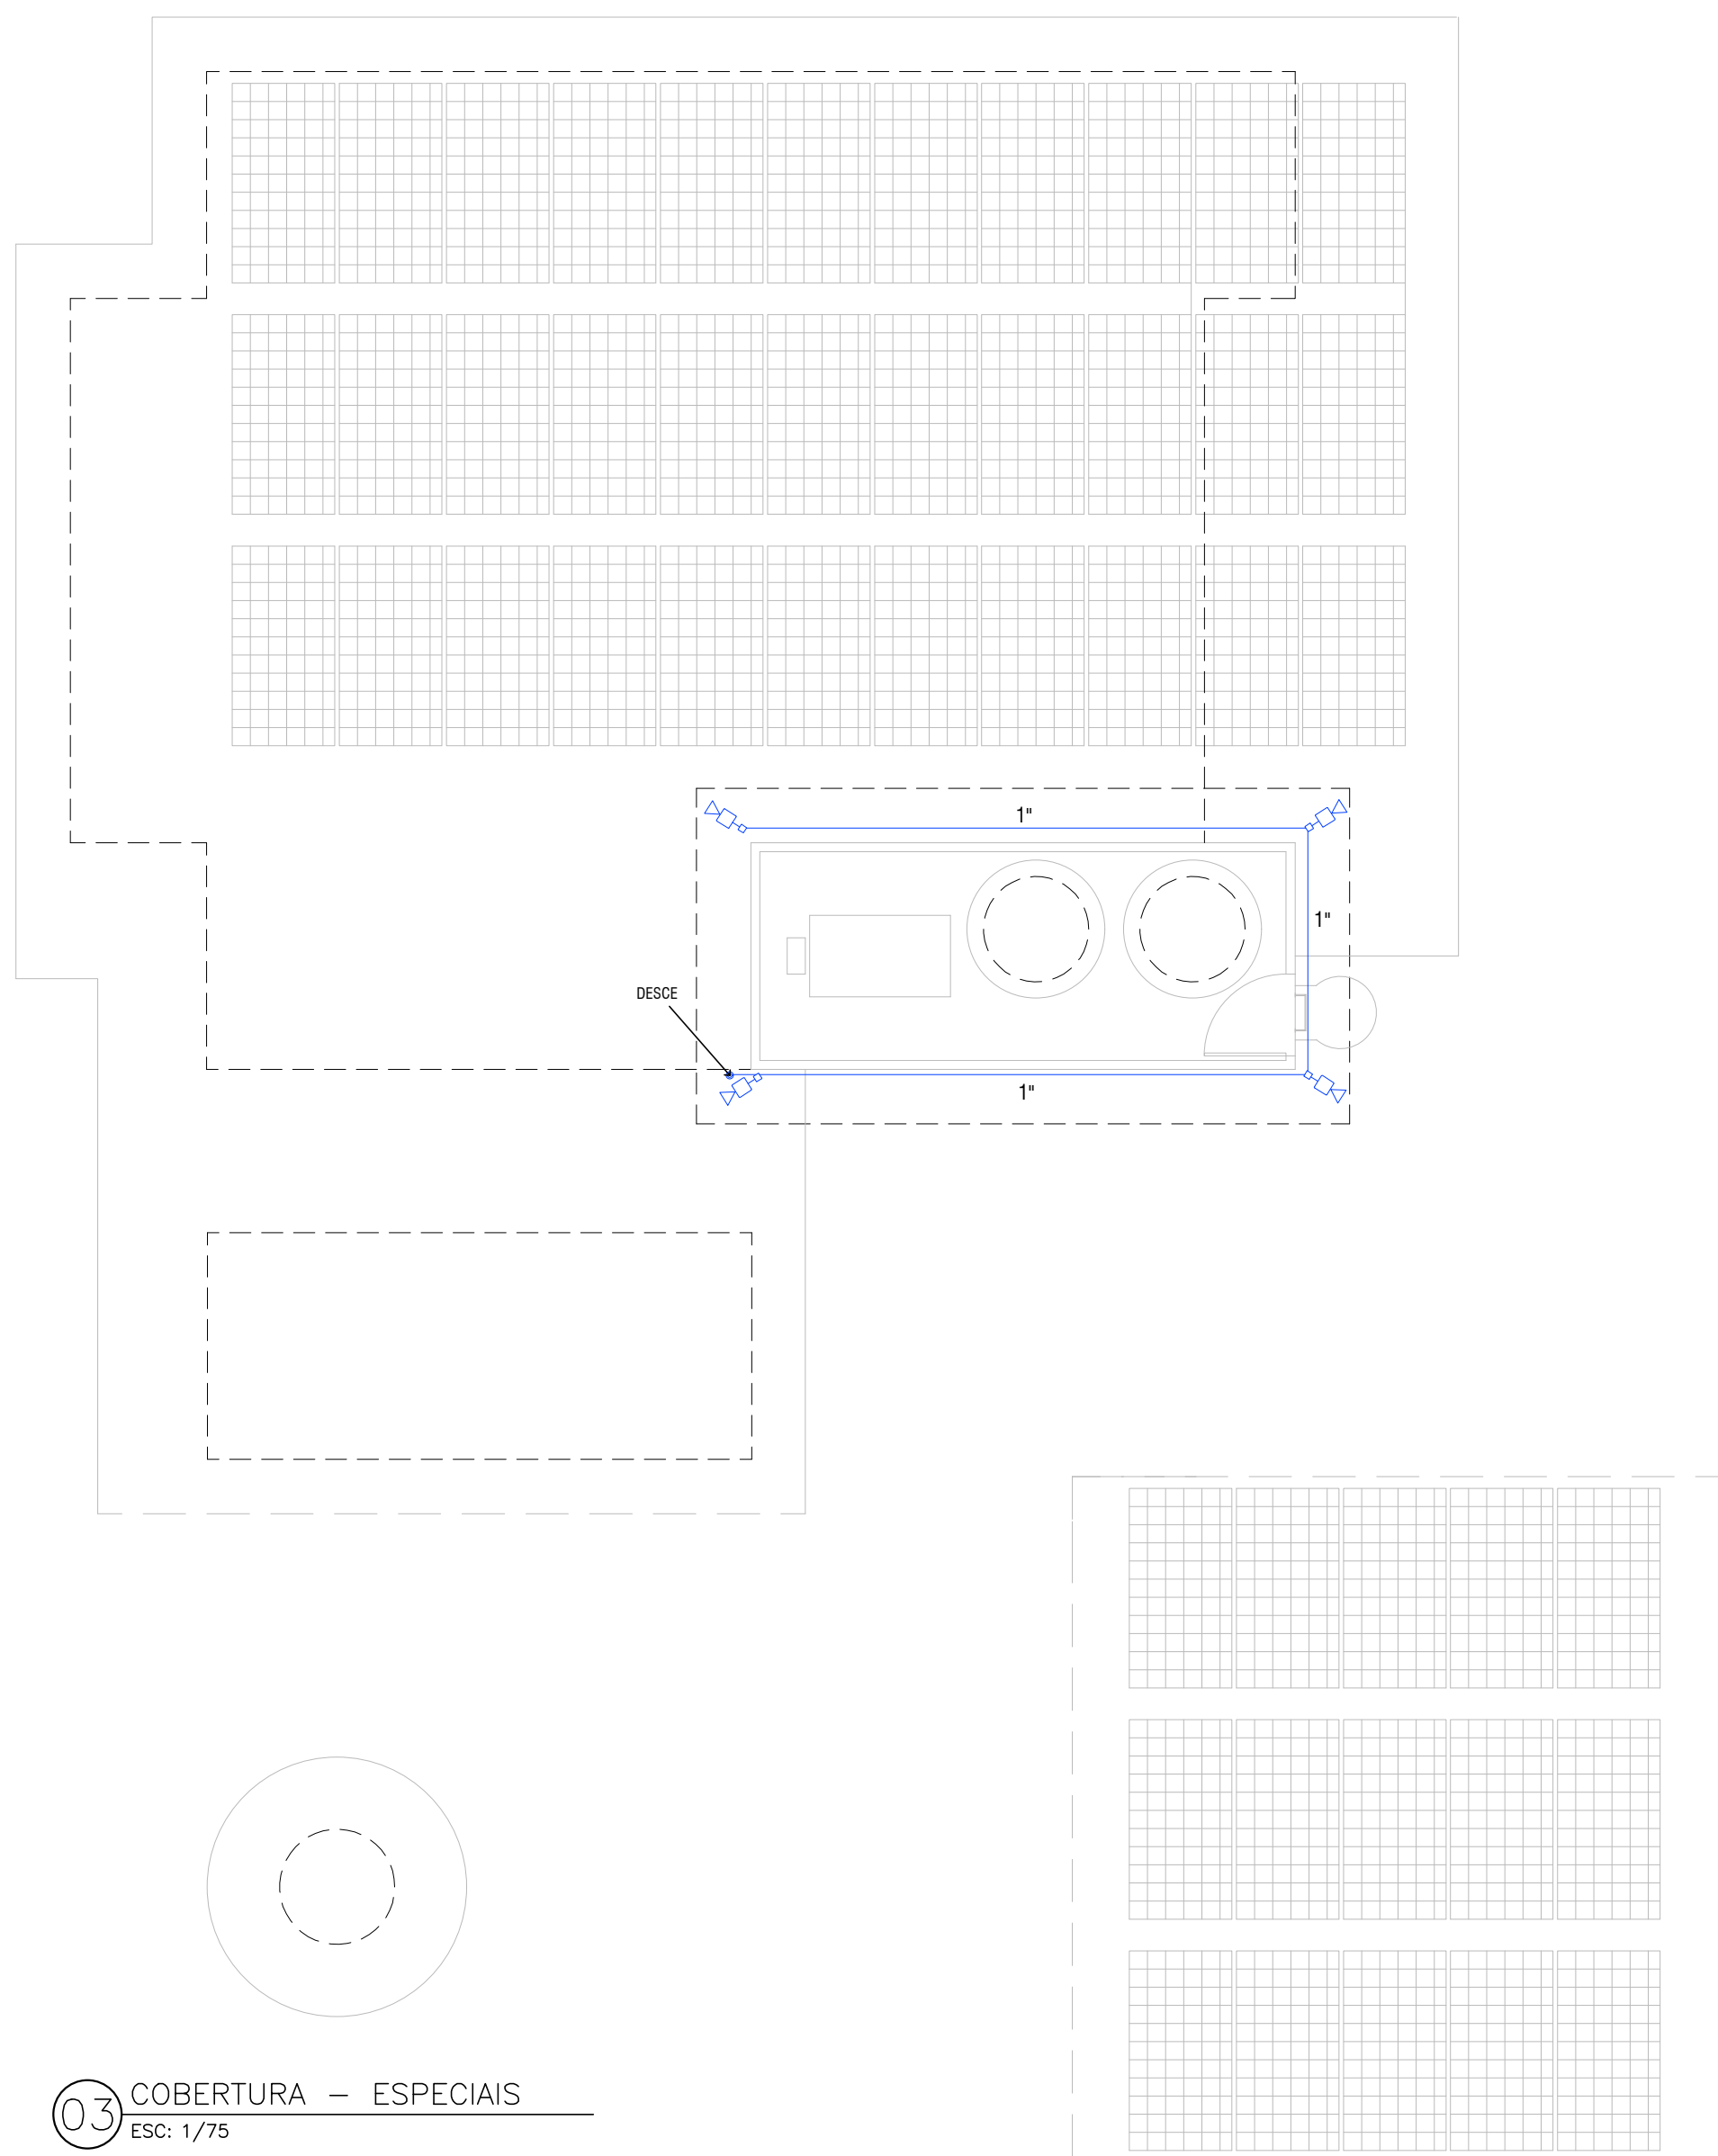 1"
1"
DESCE
1"
03
COBERTURA — ESPECIAIS
ESC: 1/75